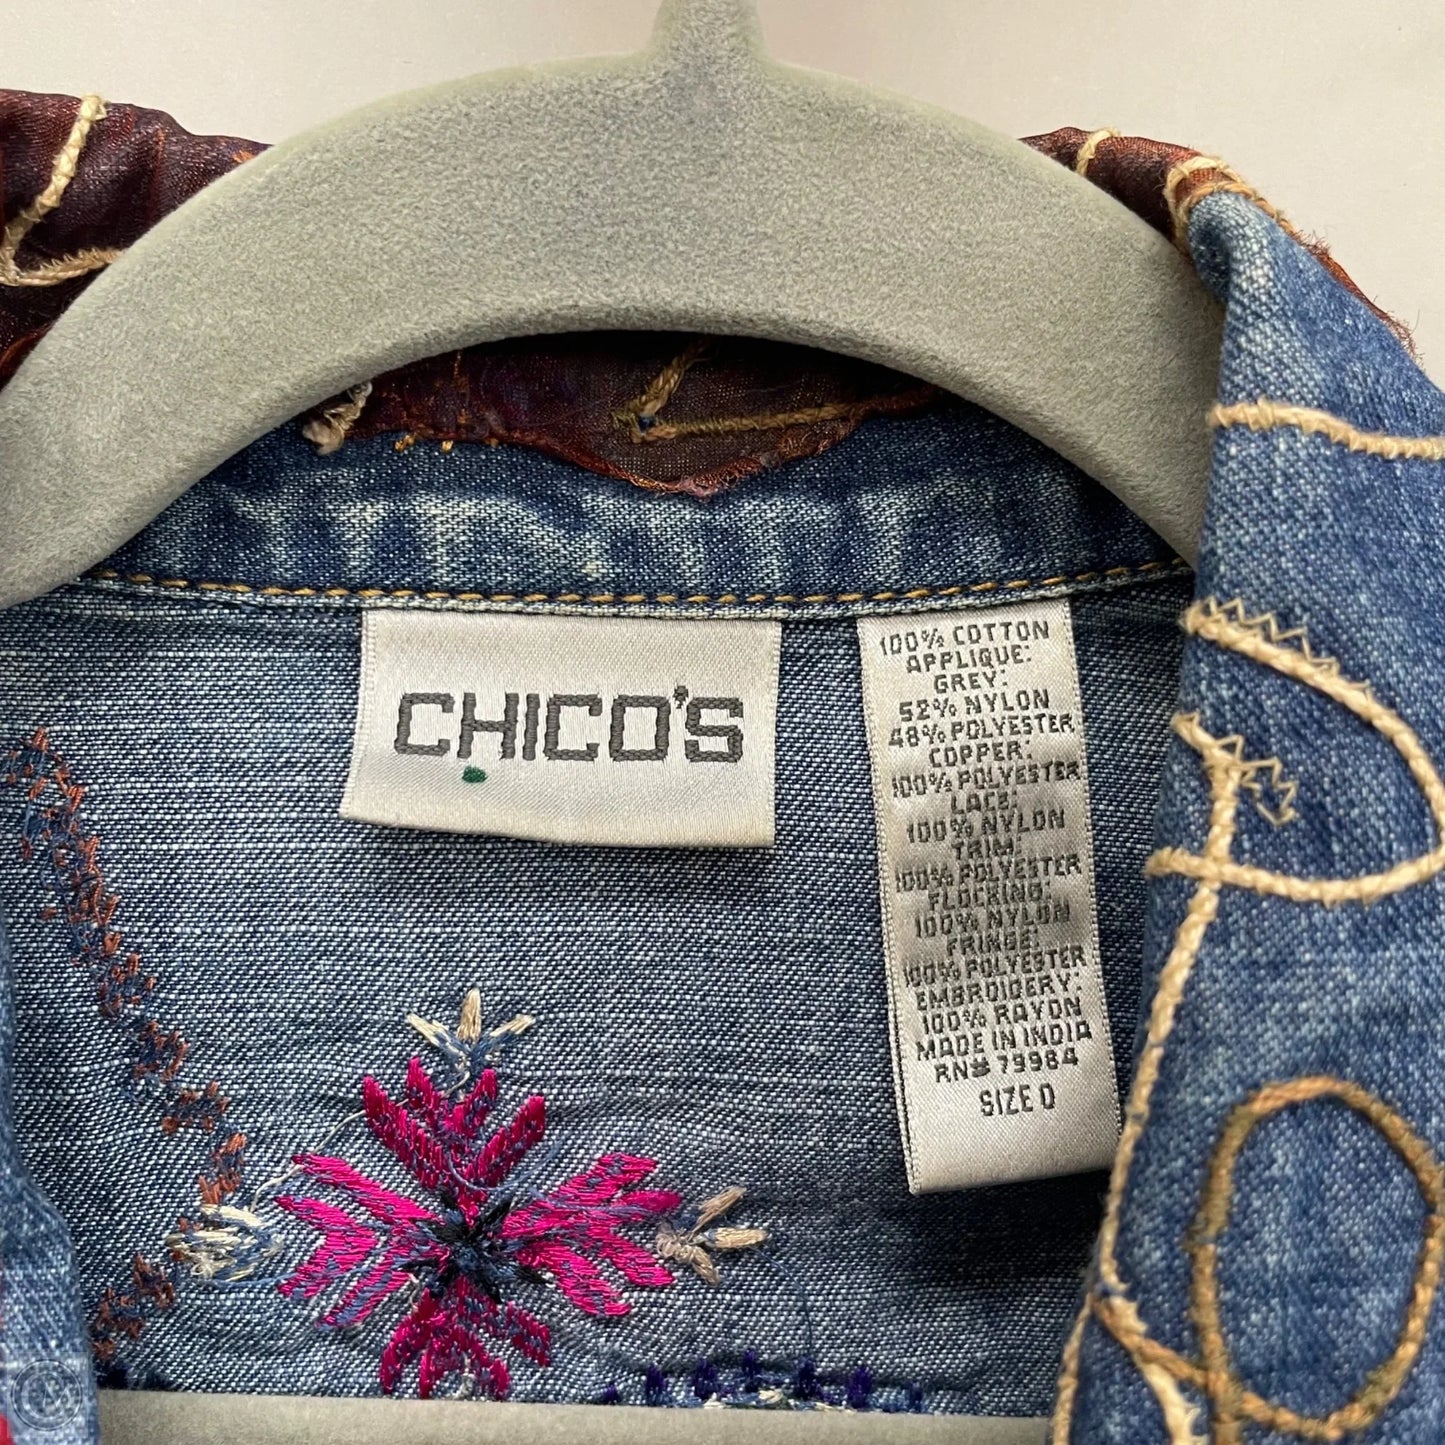 CHICO'S
100% COTTON
APPLIQUE:
GREY:
52% NYLON
48% POLYESTER
COPPER:
100% POLYESTER
LACE:
100% NYLON
TRIM:
100% POLYESTER
FLOCKING:
100% NYLON
FRINGE:
100% POLYESTER
EMBROIDERY:
100% RAYON
MADE IN INDIA
RN# 79984
SIZE 0